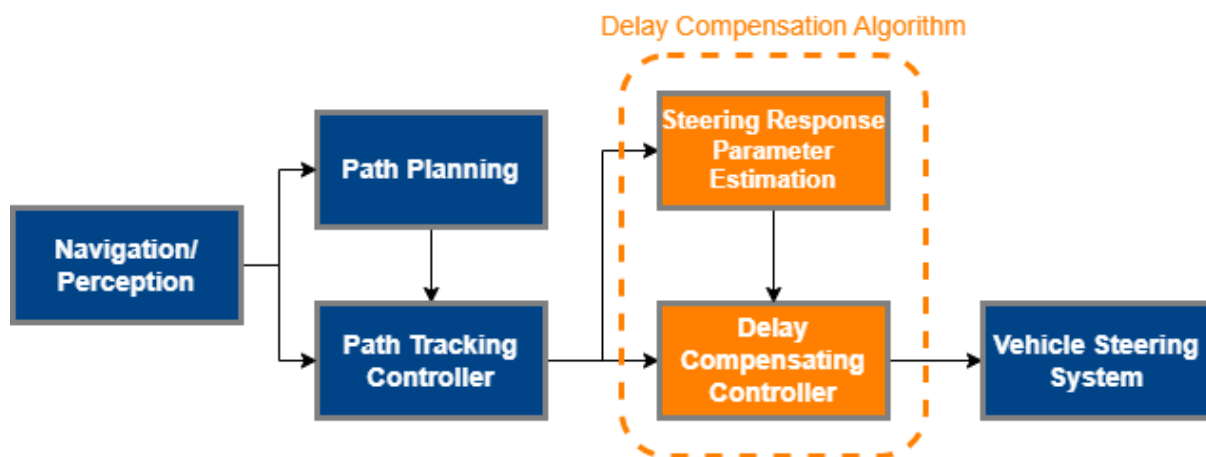 Delay Compensation Algorithm
Steering Response
Parameter
Estimation
Path Planning
Navigation/
Perception
Path Tracking
Controller
Delay
Compensating
Controller
Vehicle Steering
System